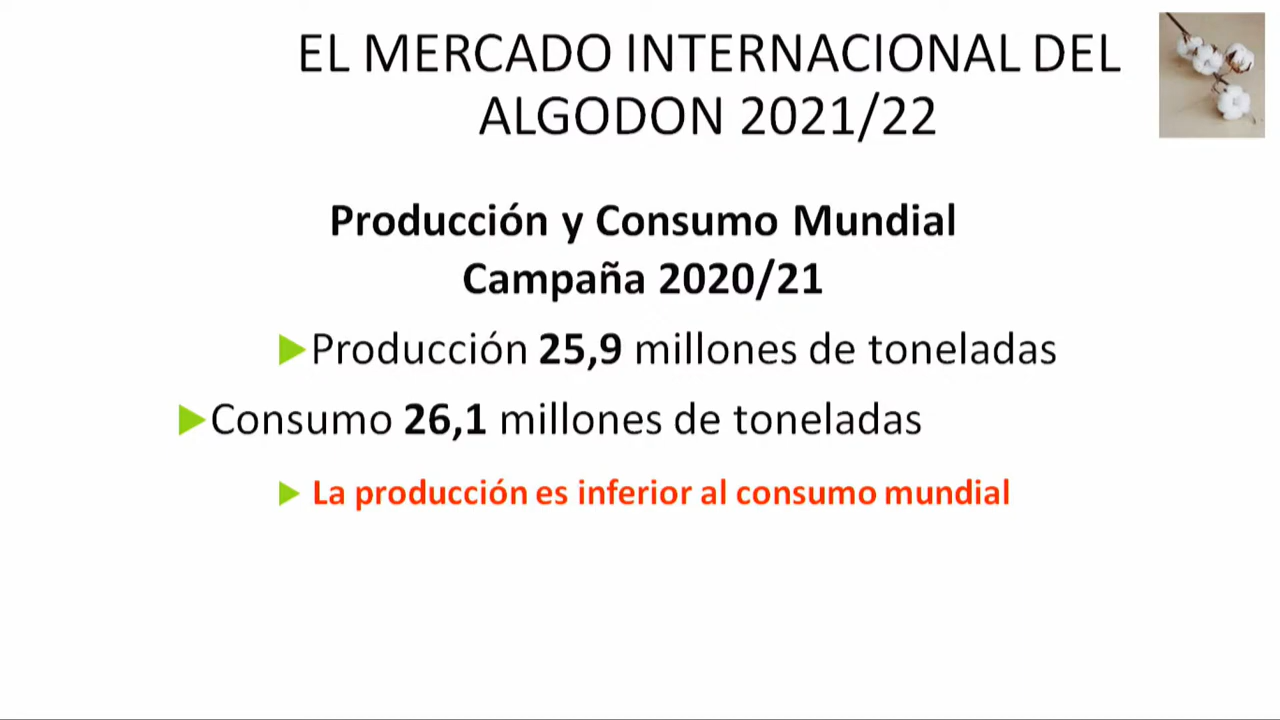 EL MERCADO INTERNACIONAL DEL
ALGODON 2021/22
Producción y Consumo Mundial
Campaña 2020/21
Producción 25,9 millones de toneladas
Consumo 26,1 millones de toneladas
La producción es inferior al consumo mundial